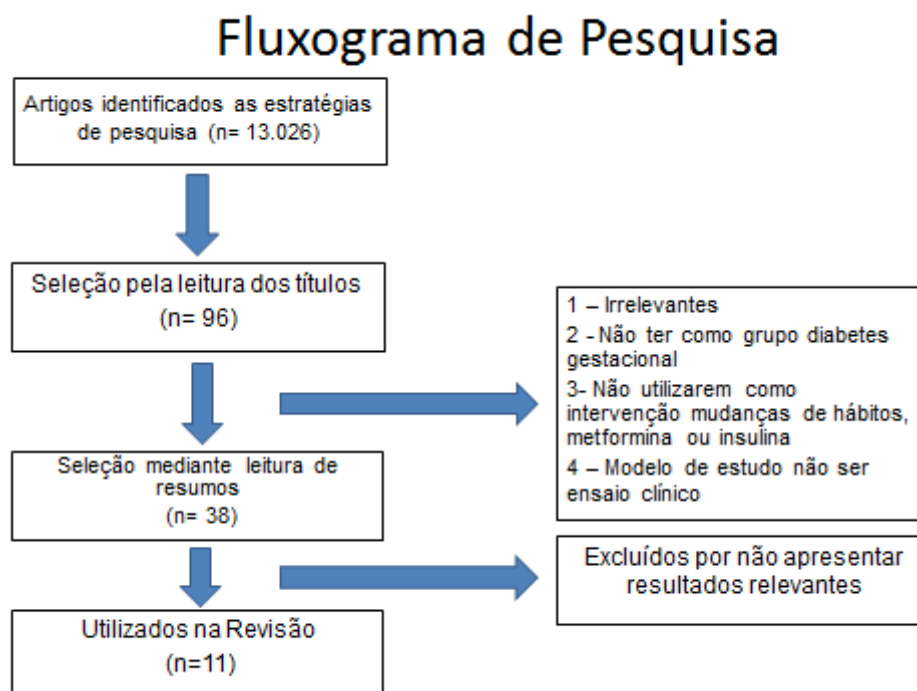 Fluxograma de Pesquisa
Artigos identificados as estratégias
de pesquisa (n= 13.026)
Seleção pela leitura dos títulos
(n= 96)
1 – Irrelevantes
2 - Não ter como grupo diabetes
gestacional
3- Não utilizarem como
intervenção mudanças de hábitos,
metformina ou insulina
4 – Modelo de estudo não ser
ensaio clínico
Seleção mediante leitura de
resumos
(n= 38)
Excluídos por não apresentar
resultados relevantes
Utilizados na Revisão
(n=11)